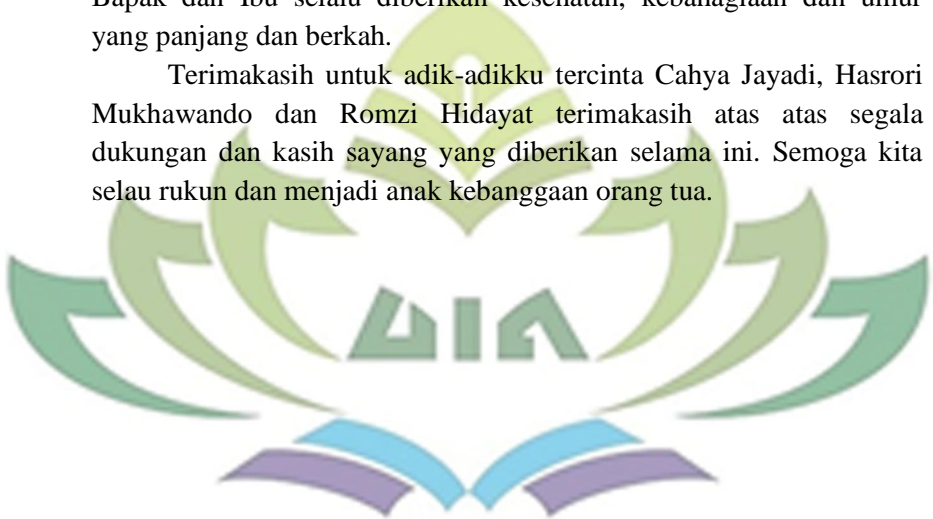 Bapak dan Ibu selalu diberikan kesehatan, kebahagiaan dan umur
yang panjang dan berkah.
Terimakasih untuk adik-adikku tercinta Cahya Jayadi, Hasrori
Mukhawando dan Romzi Hidayat terimakasih atas atas segala
dukungan dan kasih sayang yang diberikan selama ini. Semoga kita
selau rukun dan menjadi anak kebanggaan orang tua.
UIN